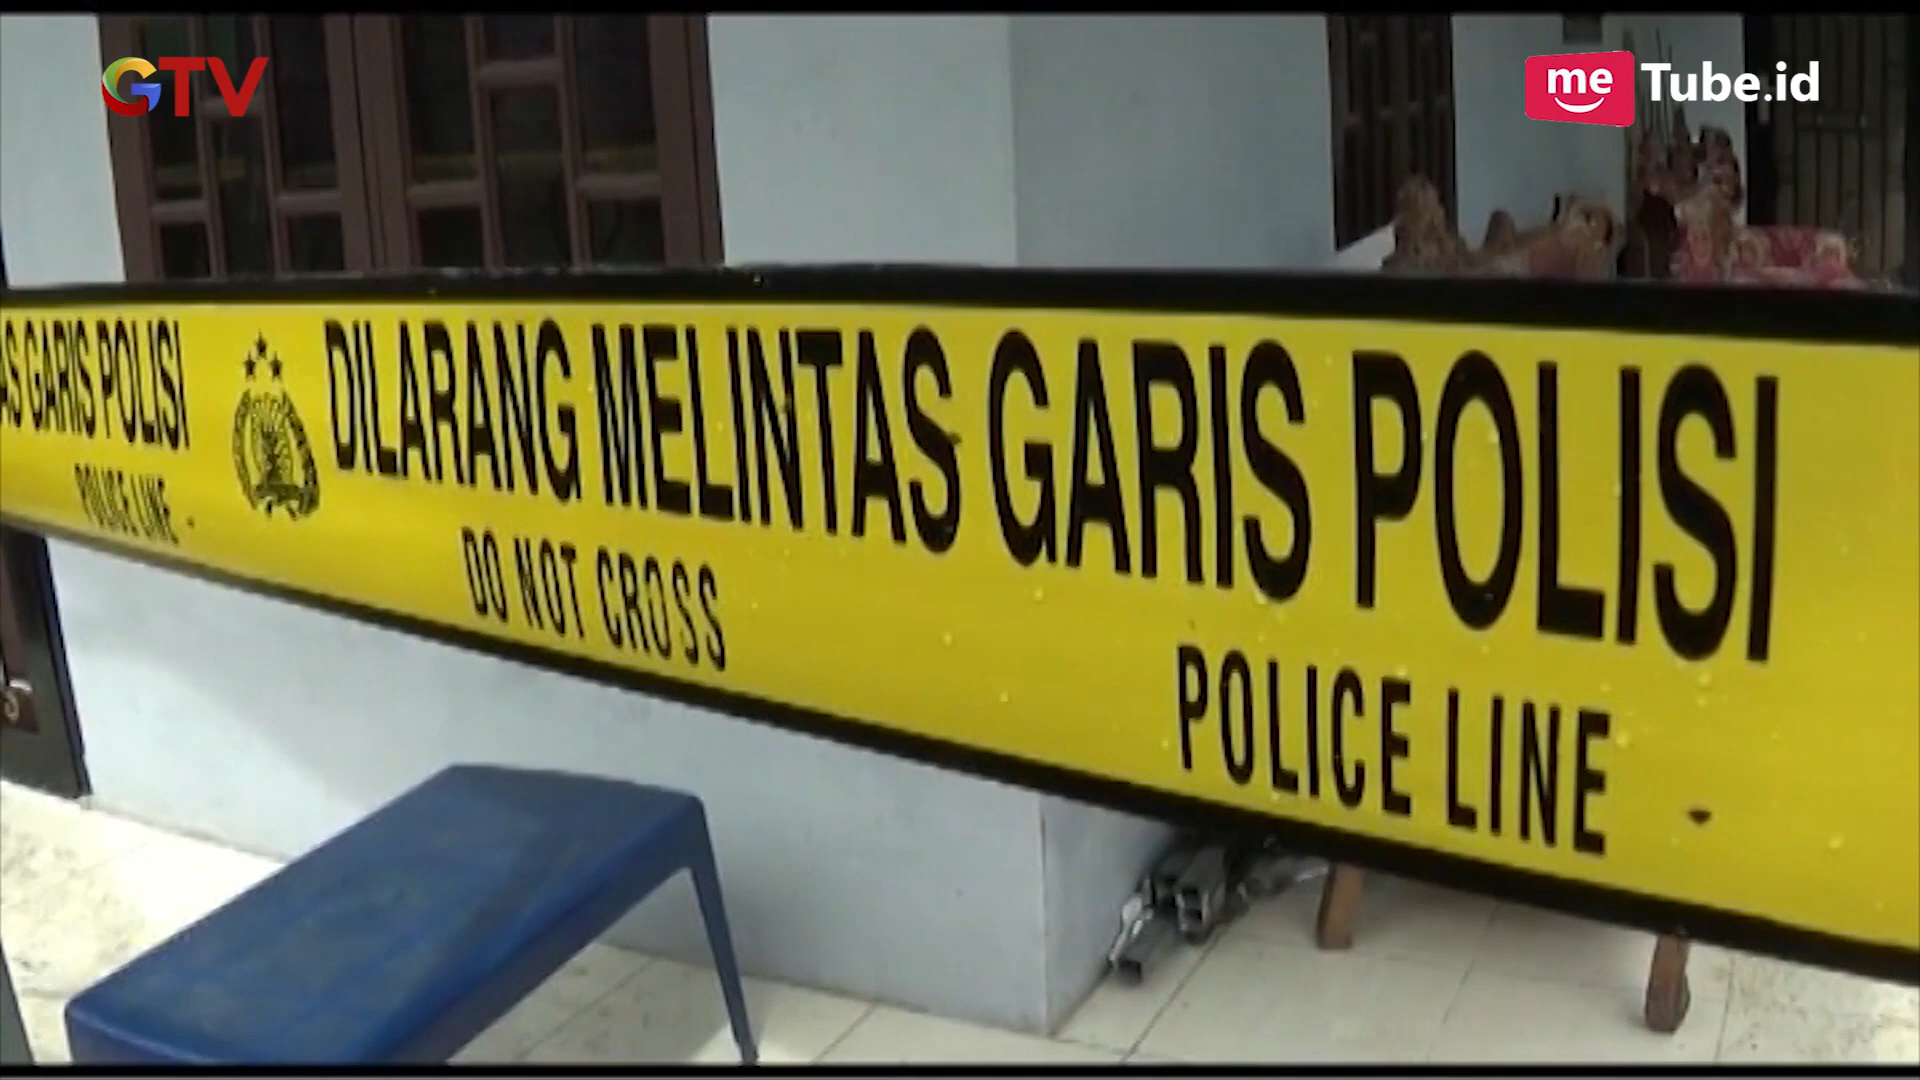 GTV
me Tube.id
AS GARIS POLISI
POLICE LINE -
DILARANG MELINTAS GARIS POLISI
DO NOT CROSS
POLICE LINE -